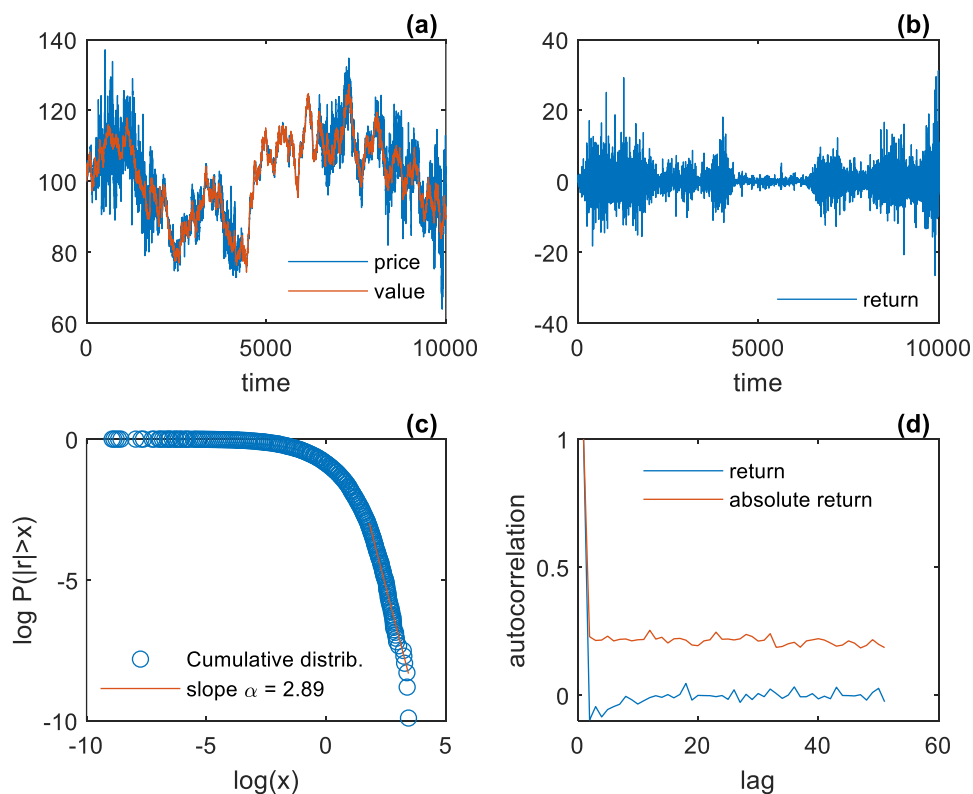 (a)
140
120
100
80
60
price
value
0
5000
10000
time
(b)
40
20
0
-20
-40
return
0
5000
10000
time
(c)
0
-5
-10
log P(|r|>x)
Cumulative distrib.
slope α = 2.89
-10
-5
0
5
log(x)
(d)
1
0.5
0
autocorrelation
return
absolute return
0
20
40
60
lag